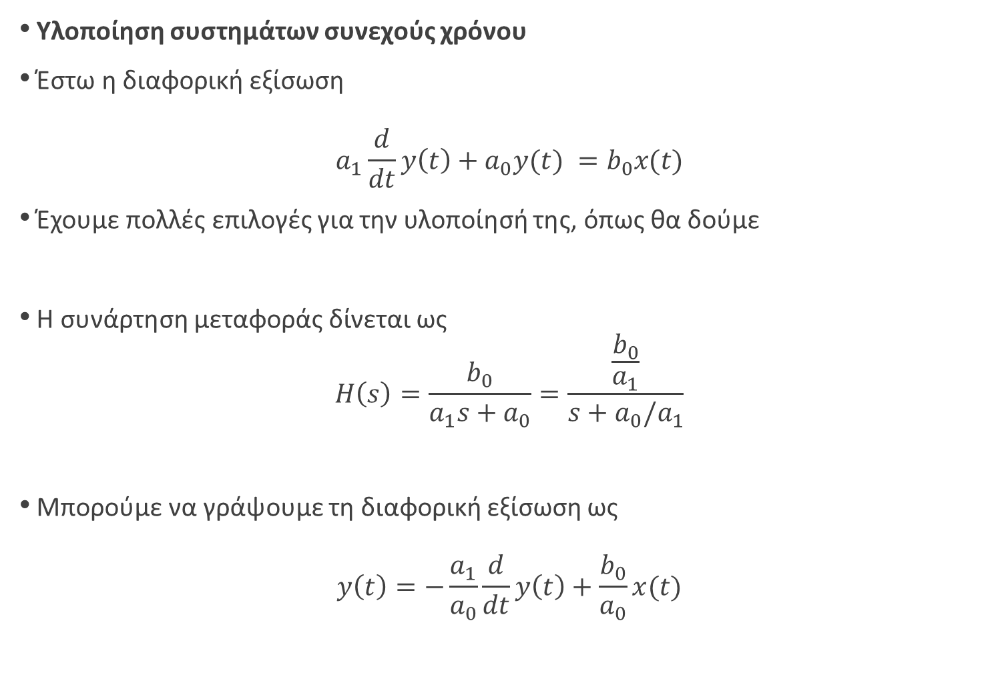 • Υλοποίηση συστημάτων συνεχούς χρόνου
• Έστω η διαφορική εξίσωση
$a_1 \frac{d}{dt} y(t) + a_0 y(t) = b_0 x(t)$
• Έχουμε πολλές επιλογές για την υλοποίησή της, όπως θα δούμε
• Η συνάρτηση μεταφοράς δίνεται ως
$H(s) = \frac{b_0}{a_1 s + a_0} = \frac{\frac{b_0}{a_1}}{s + a_0/a_1}$
• Μπορούμε να γράψουμε τη διαφορική εξίσωση ως
$y(t) = -\frac{a_1}{a_0} \frac{d}{dt} y(t) + \frac{b_0}{a_0} x(t)$